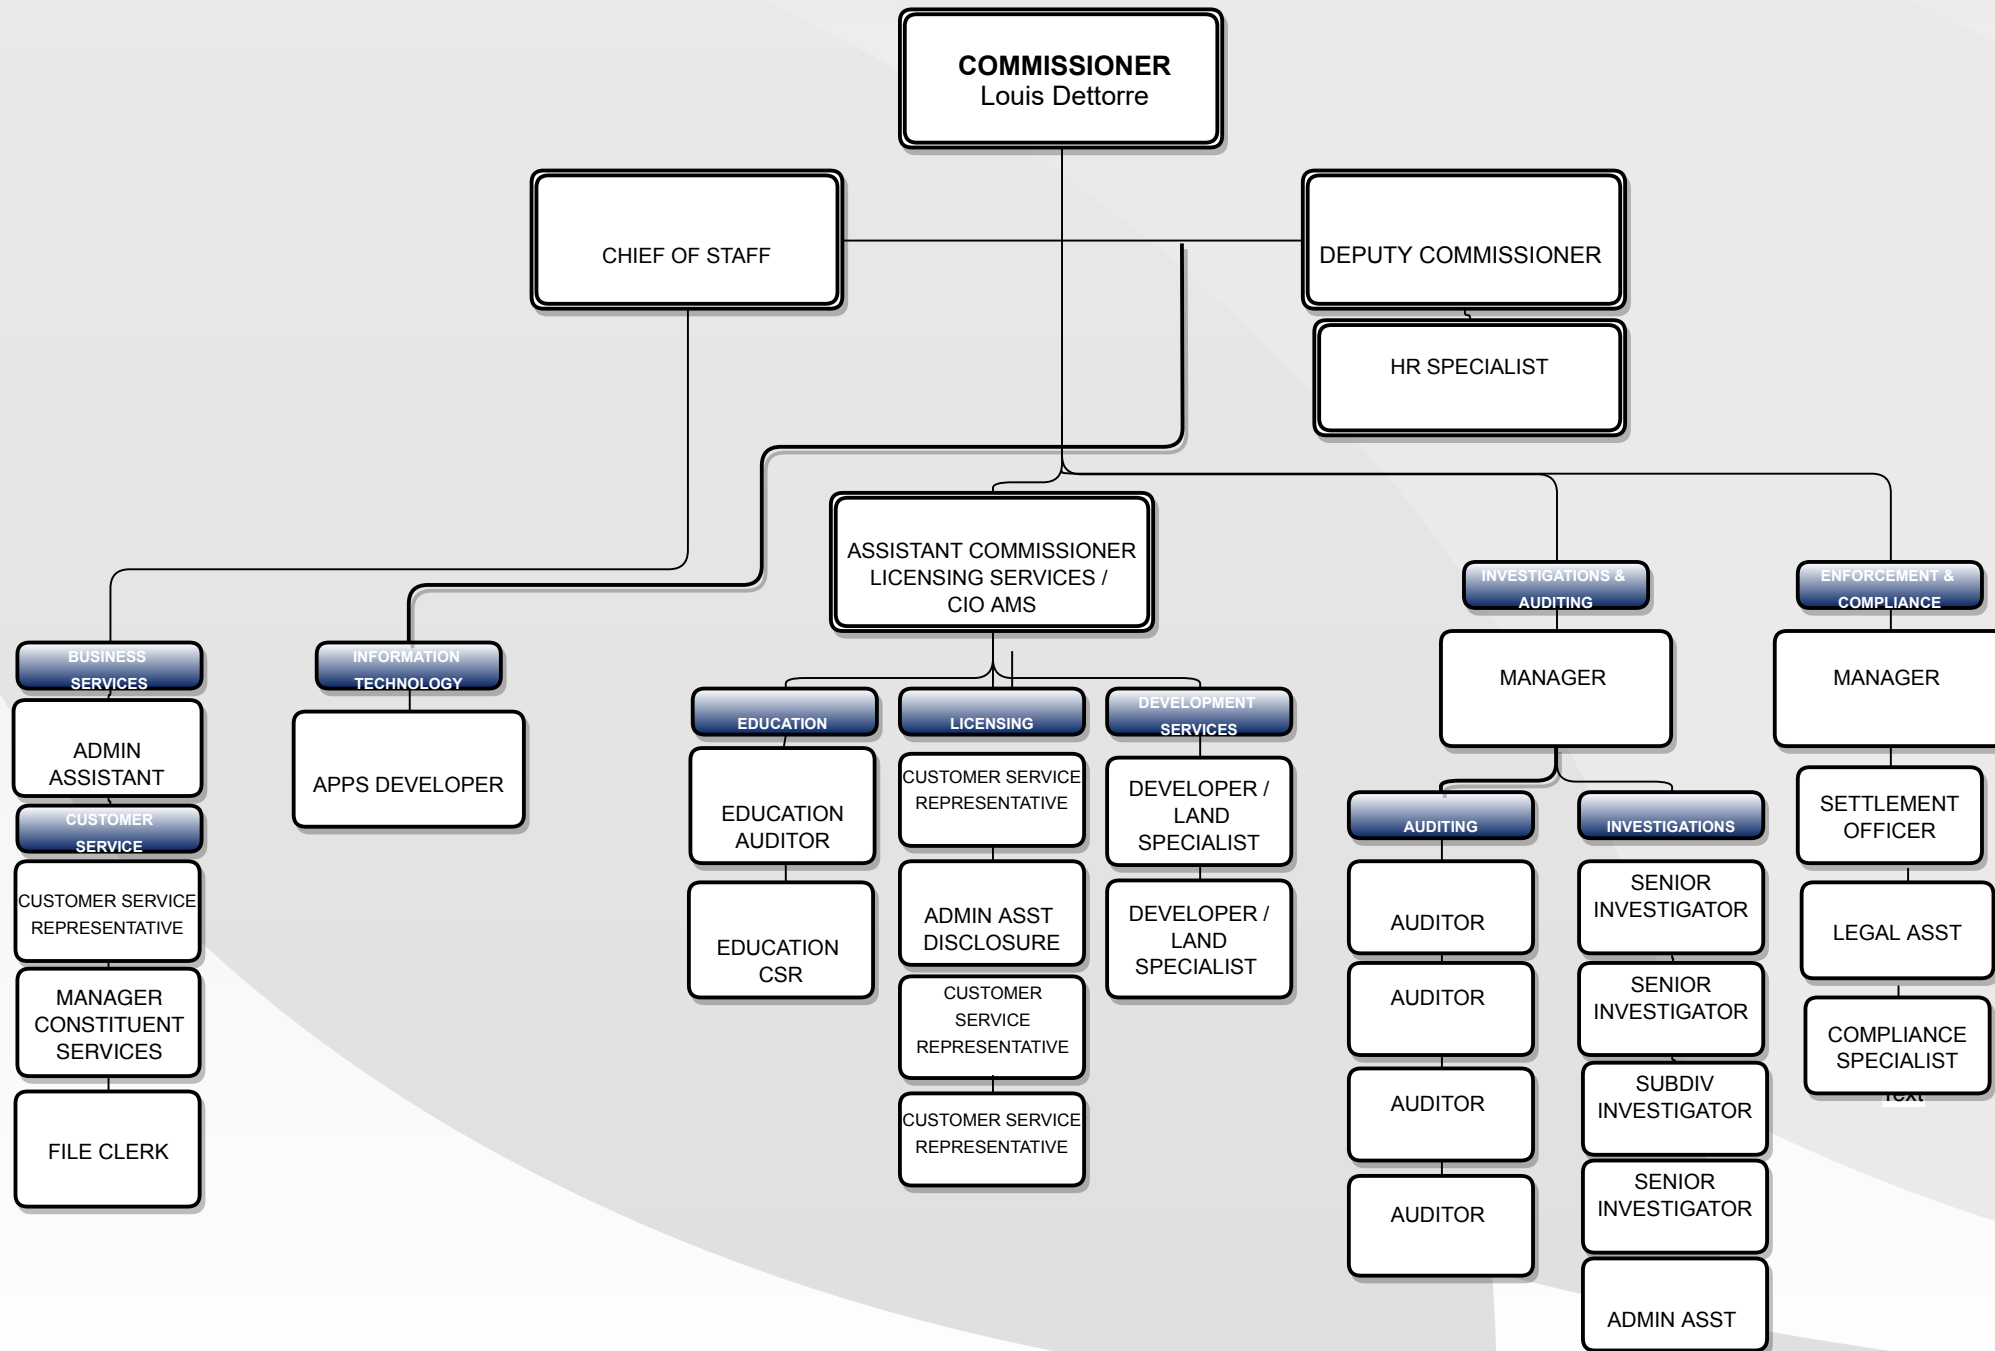 COMMISSIONER
Louis Dettorre
CHIEF OF STAFF
DEPUTY COMMISSIONER
HR SPECIALIST
ASSISTANT COMMISSIONER
LICENSING SERVICES /
CIO AMS
BUSINESS
SERVICES
ADMIN
ASSISTANT
CUSTOMER
SERVICE
CUSTOMER SERVICE
REPRESENTATIVE
MANAGER
CONSTITUENT
SERVICES
FILE CLERK
INFORMATION
TECHNOLOGY
APPS DEVELOPER
EDUCATION
EDUCATION
AUDITOR
EDUCATION
CSR
LICENSING
CUSTOMER SERVICE
REPRESENTATIVE
ADMIN ASST
DISCLOSURE
CUSTOMER
SERVICE
REPRESENTATIVE
CUSTOMER SERVICE
REPRESENTATIVE
DEVELOPMENT
SERVICES
DEVELOPER /
LAND
SPECIALIST
DEVELOPER /
LAND
SPECIALIST
INVESTIGATIONS &
AUDITING
MANAGER
AUDITING
AUDITOR
AUDITOR
AUDITOR
AUDITOR
INVESTIGATIONS
SENIOR
INVESTIGATOR
SENIOR
INVESTIGATOR
SUBDIV
INVESTIGATOR
SENIOR
INVESTIGATOR
ADMIN ASST
ENFORCEMENT &
COMPLIANCE
MANAGER
SETTLEMENT
OFFICER
LEGAL ASST
COMPLIANCE
SPECIALIST
Text